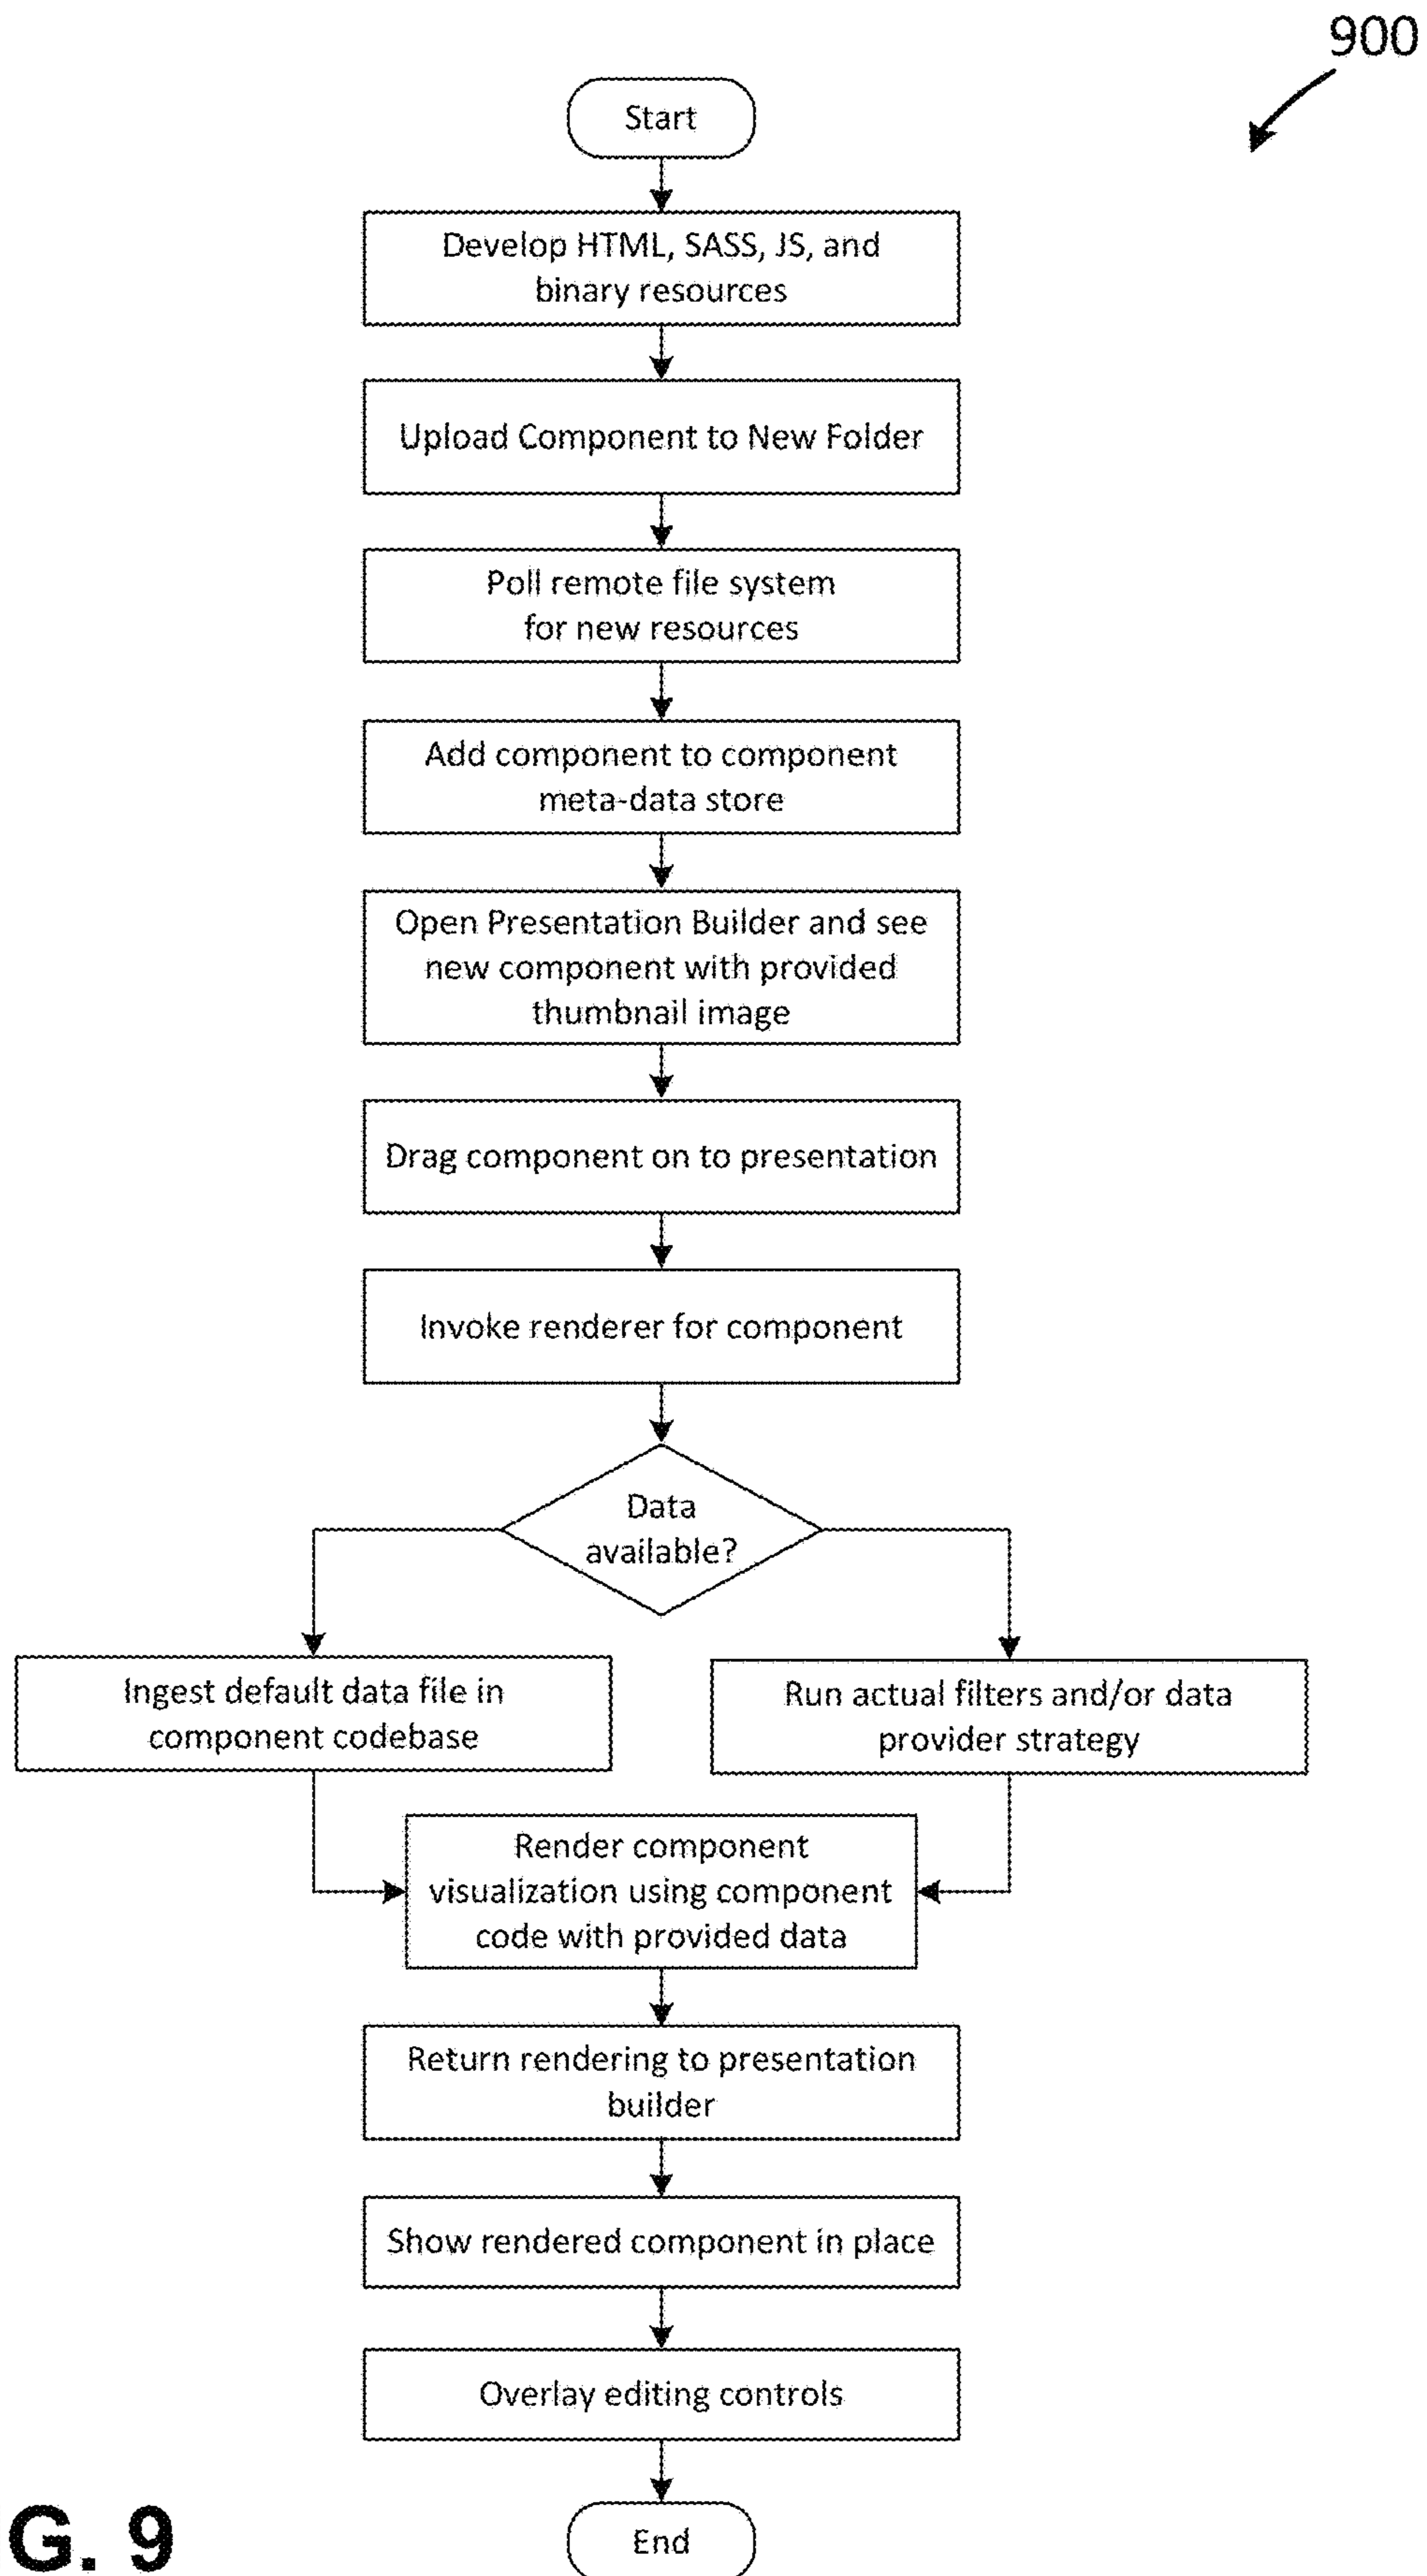 900
Start
Develop HTML, SASS, JS, and
binary resources
Upload Component to New Folder
Poll remote file system
for new resources
Add component to component
meta-data store
Open Presentation Builder and see
new component with provided
thumbnail image
Drag component on to presentation
Invoke renderer for component
Data
available?
Ingest default data file in
component codebase
Run actual filters and/or data
provider strategy
Render component
visualization using component
code with provided data
Return rendering to presentation
builder
Show rendered component in place
Overlay editing controls
End
G. 9